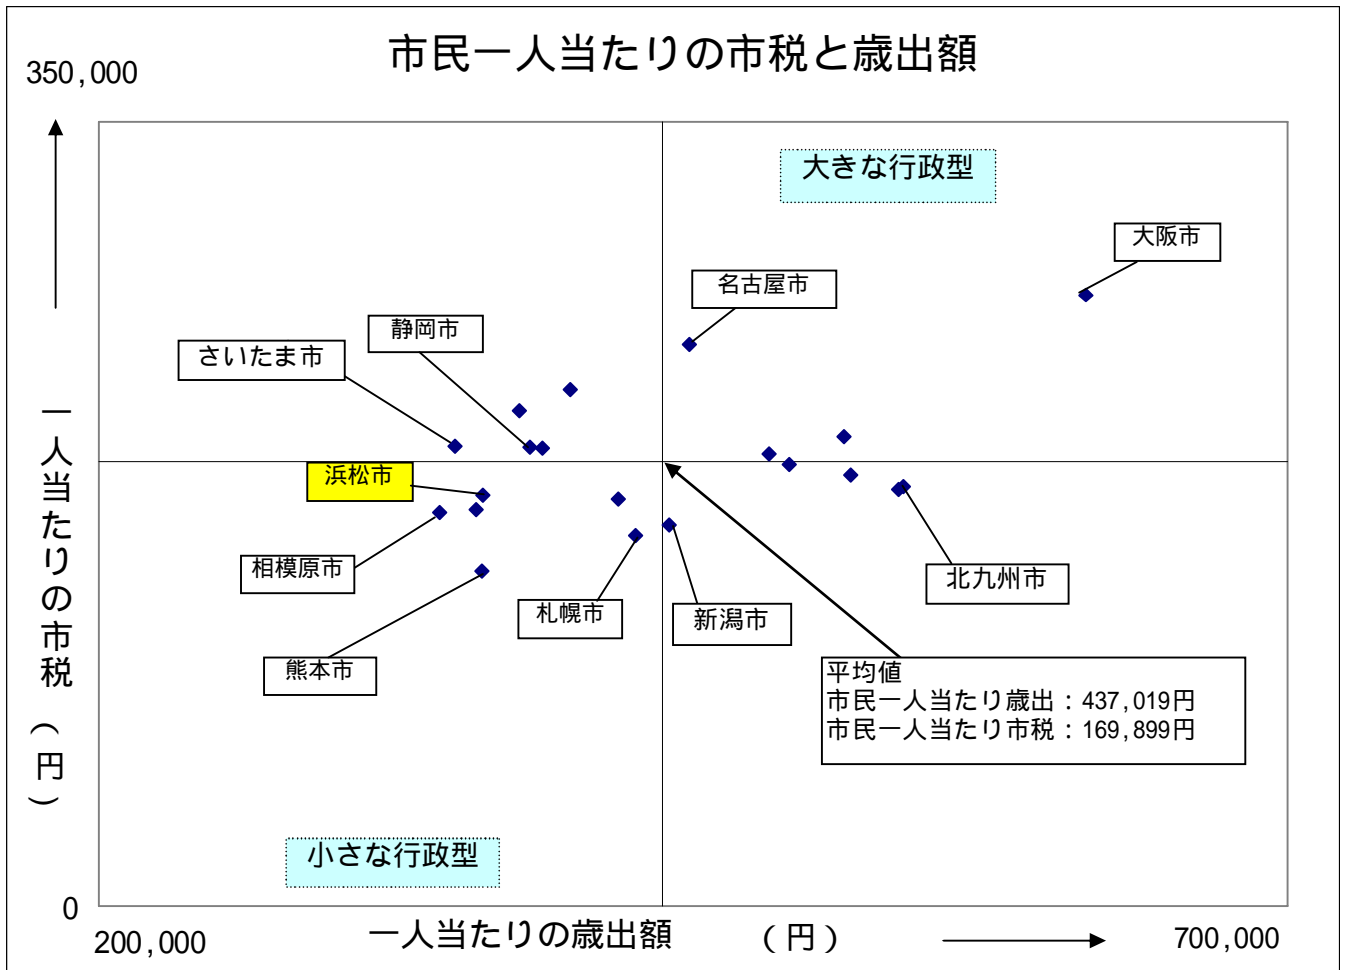 市民一人当たりの市税と歳出額
350,000
大きな行政型
大阪市
名古屋市
静岡市
さいたま市
一人当たりの市税（円）
浜松市
相模原市
北九州市
札幌市
新潟市
熊本市
平均値
市民一人当たり歳出：437,019円
市民一人当たり市税：169,899円
小さな行政型
0
200,000
一人当たりの歳出額　　（円）
700,000